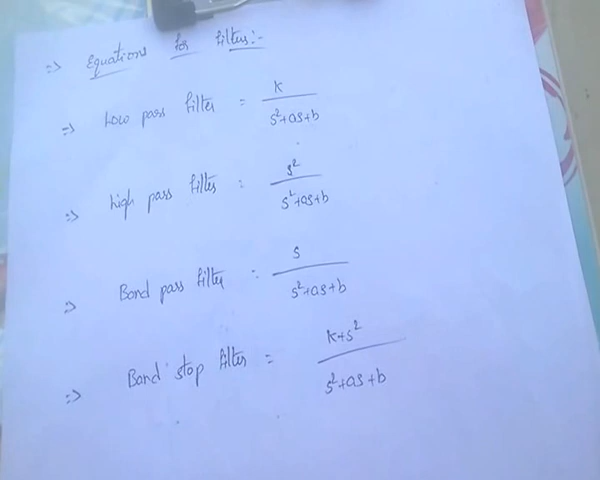 => Equations for filters:-
=> Low pass filter = K / s²+as+b
=> high pass filter = s² / s²+as+b
=> Band pass filter = s / s²+as+b
=> Band stop filter = K+s² / s²+as+b